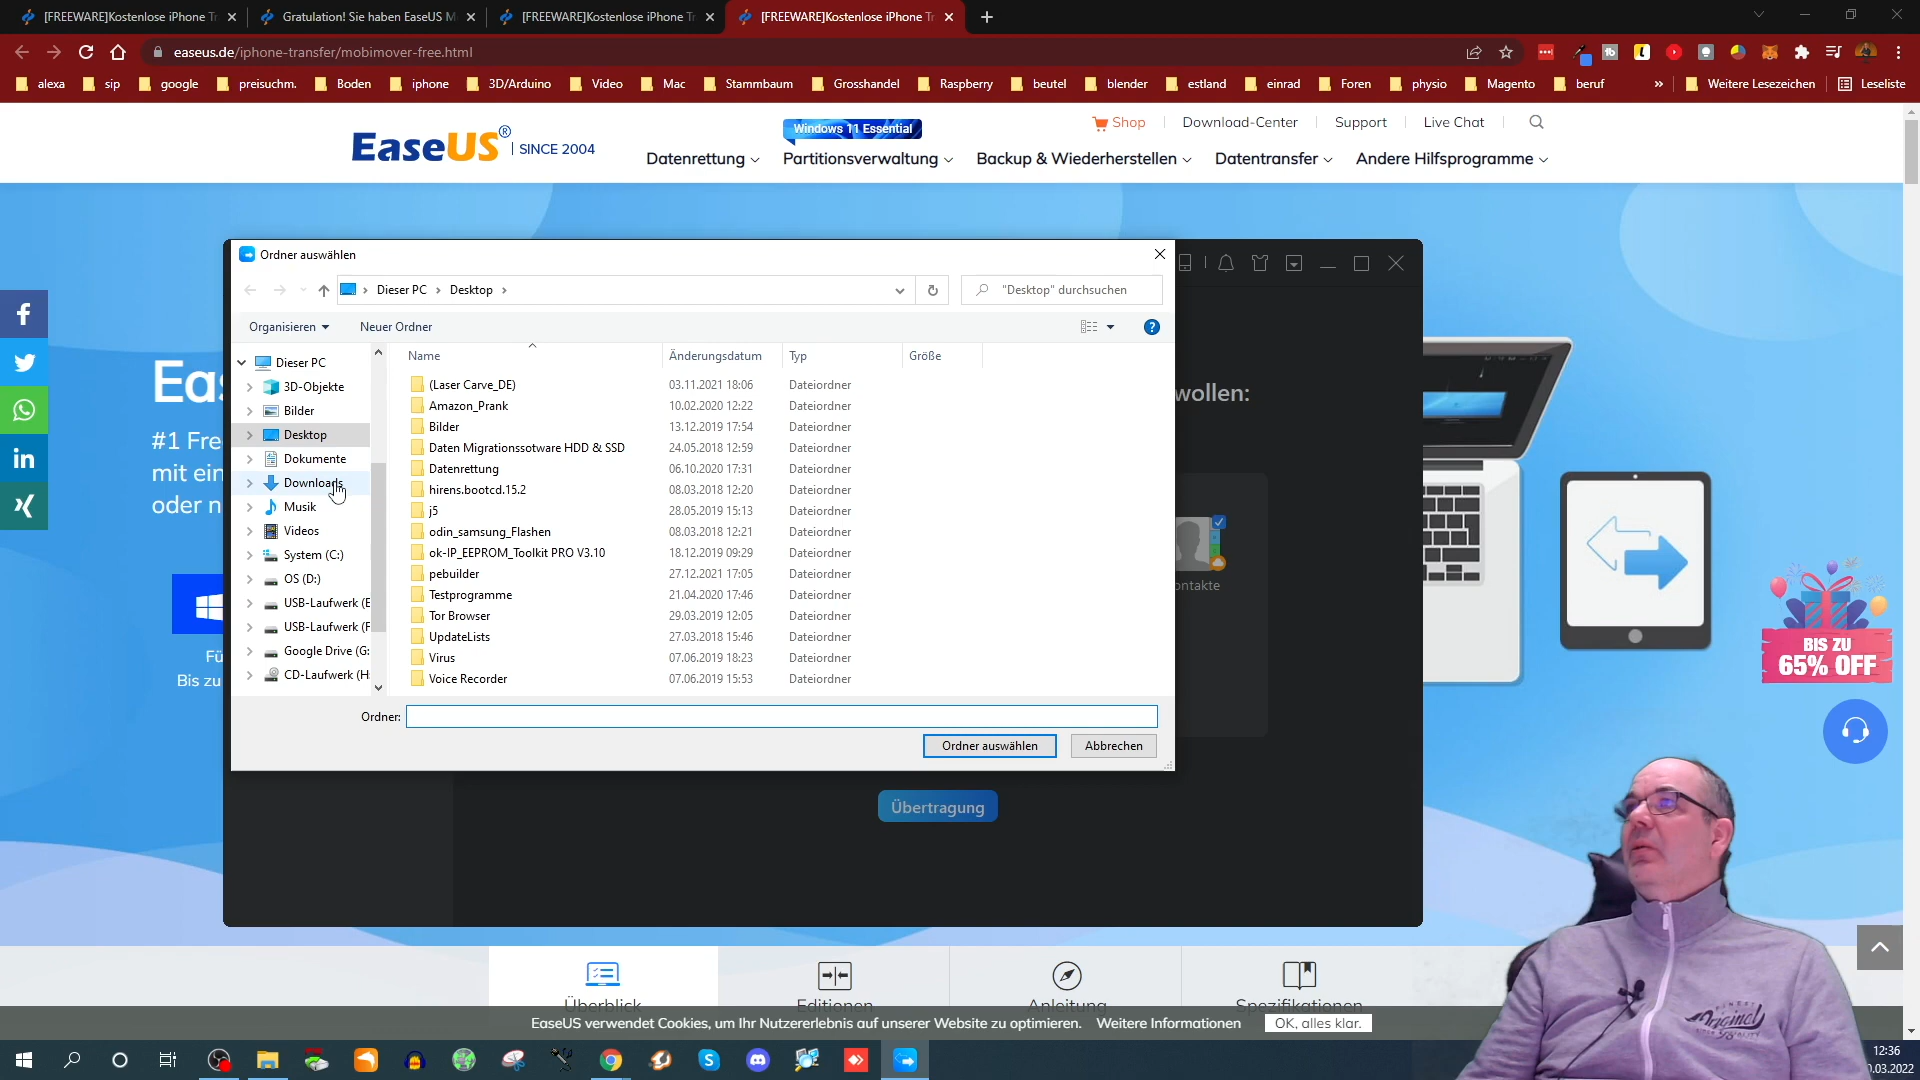 [FREEWARE]Kostenlose iPhone Tr
Gratulation! Sie haben EaseUS M
[FREEWARE]Kostenlose iPhone Tr
[FREEWARE]Kostenlose iPhone Tr
easeus.de/iphone-transfer/mobimover-free.html
alexa
sip
google
preisuchm.
Boden
iphone
3D/Arduino
Video
Mac
Stammbaum
Grosshandel
Raspberry
beutel
blender
estland
einrad
Foren
physio
Magento
beruf
Weitere Lesezeichen
Leseliste
EaseUS
SINCE 2004
Windows 11 Essential
Shop
Download-Center
Support
Live Chat
Datenrettung
Partitionsverwaltung
Backup & Wiederherstellen
Datentransfer
Andere Hilfsprogramme
Eas
#1 Fre
mit ein
oder n
Fü
Bis zu
wollen:
ontakte
Übertragung
Ordner auswählen
Dieser PC
Desktop
"Desktop" durchsuchen
Organisieren
Neuer Ordner
Dieser PC
3D-Objekte
Bilder
Desktop
Dokumente
Downloads
Musik
Videos
System (C:)
OS (D:)
USB-Laufwerk (E
USB-Laufwerk (F
Google Drive (G:
CD-Laufwerk (H:
Name Änderungsdatum Typ Größe
(Laser Carve_DE) 03.11.2021 18:06 Dateiordner
Amazon_Prank 10.02.2020 12:22 Dateiordner
Bilder 13.12.2019 17:54 Dateiordner
Daten Migrationssotware HDD & SSD 24.05.2018 12:59 Dateiordner
Datenrettung 06.10.2020 17:31 Dateiordner
hirens.bootcd.15.2 08.03.2018 12:20 Dateiordner
j5 28.05.2019 15:13 Dateiordner
odin_samsung_Flashen 08.03.2018 12:21 Dateiordner
ok-IP_EEPROM_Toolkit PRO V3.10 18.12.2019 09:29 Dateiordner
pebuilder 27.12.2021 17:05 Dateiordner
Testprogramme 21.04.2020 17:46 Dateiordner
Tor Browser 29.03.2019 12:05 Dateiordner
UpdateLists 27.03.2018 15:46 Dateiordner
Virus 07.06.2019 18:23 Dateiordner
Voice Recorder 07.06.2019 15:53 Dateiordner
Ordner:
Ordner auswählen
Abbrechen
BIS ZU
65% OFF
Überblick
Editionen
Anleitung
Spezifikationen
EaseUS verwendet Cookies, um Ihr Nutzererlebnis auf unserer Website zu optimieren. Weitere Informationen
OK, alles klar.
Original
12:36
.03.2022